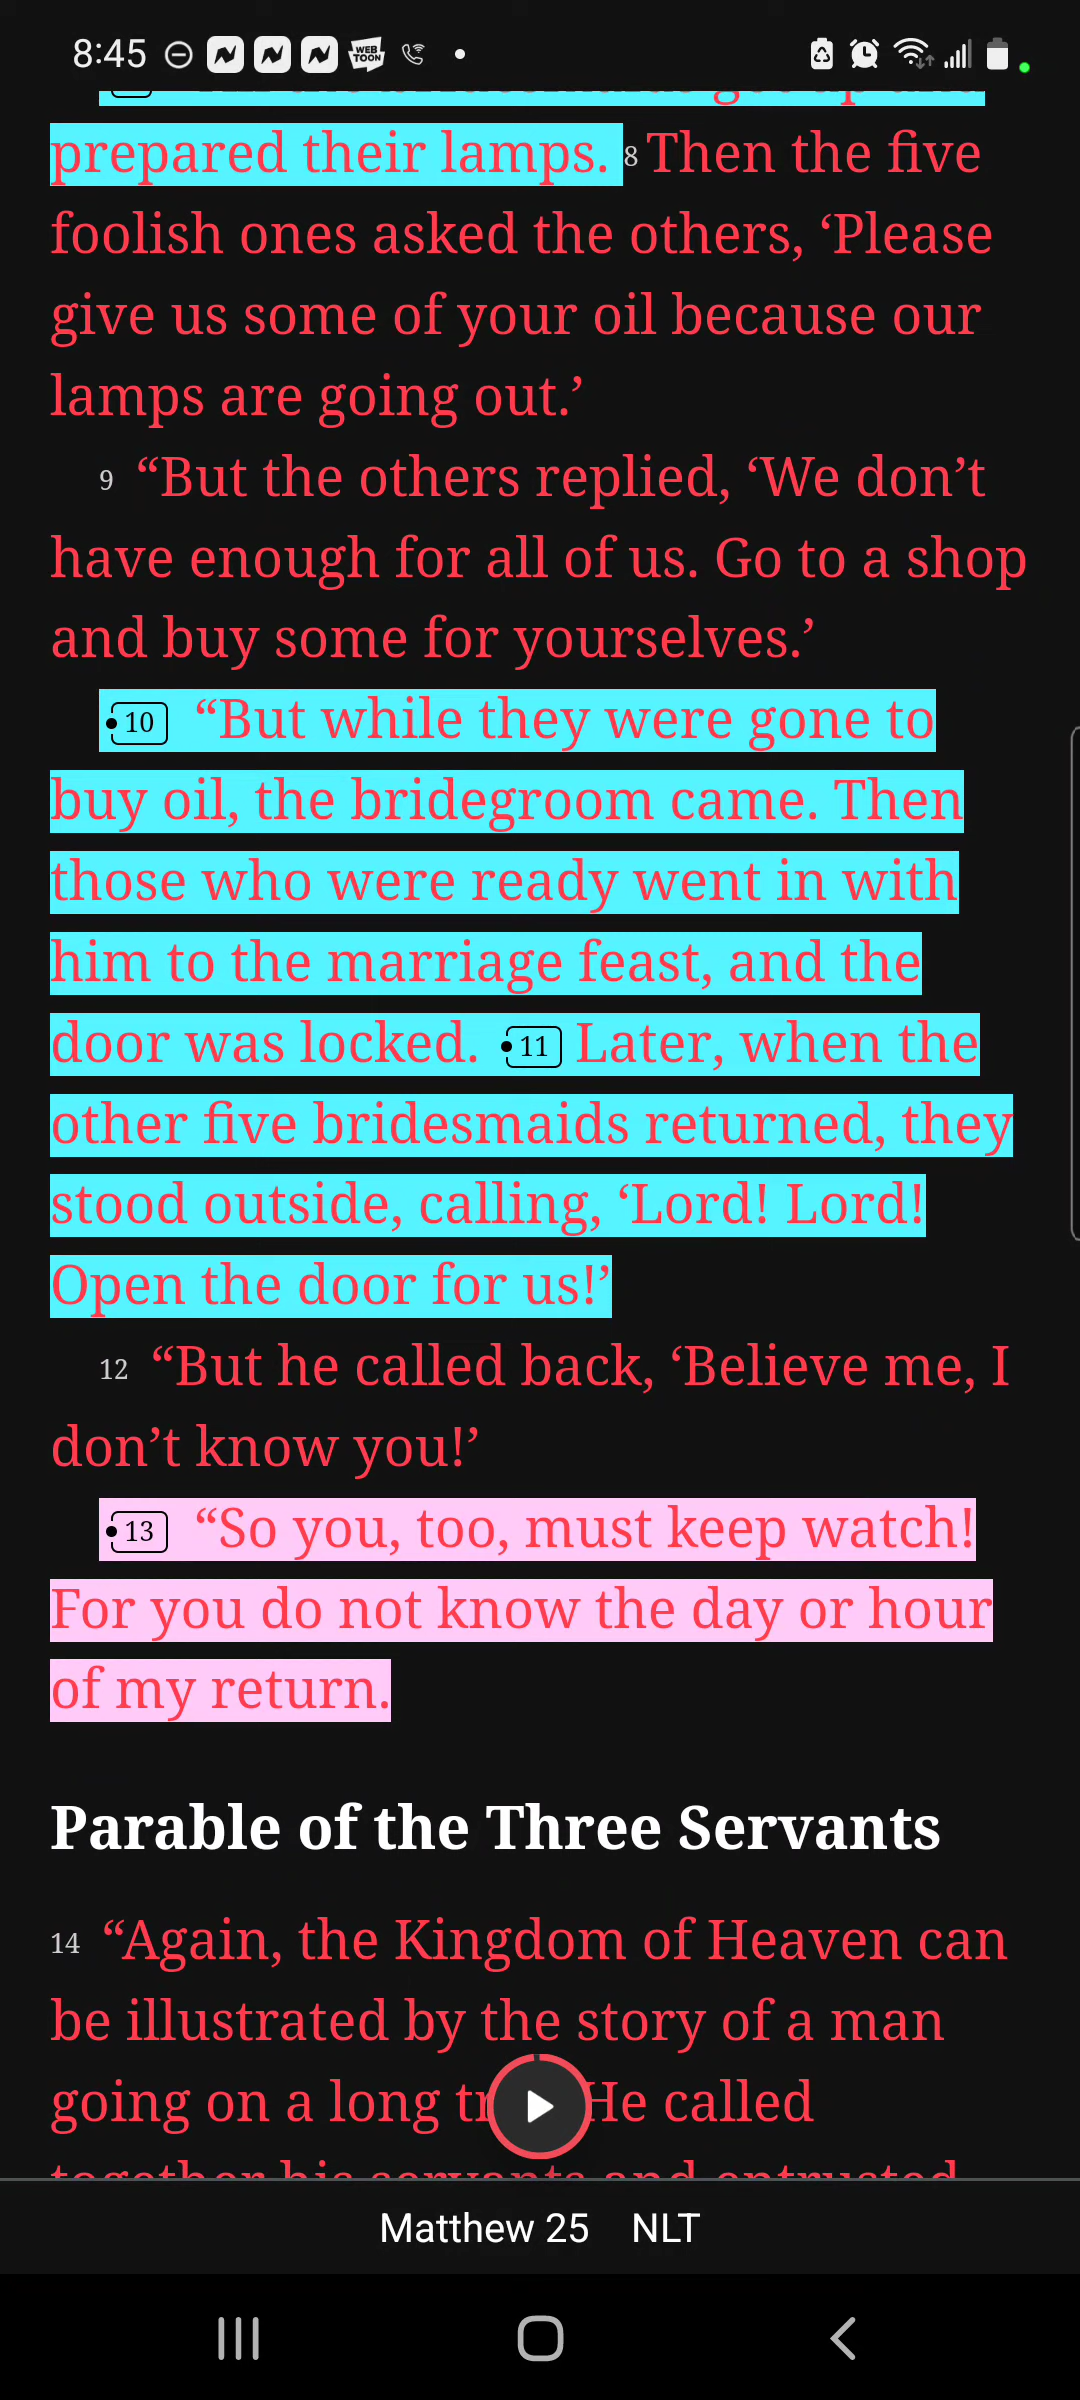 8:45 WEB TOON
prepared their lamps. 8 Then the five
foolish ones asked the others, ‘Please
give us some of your oil because our
lamps are going out.’
9 “But the others replied, ‘We don’t
have enough for all of us. Go to a shop
and buy some for yourselves.’
10 “But while they were gone to
buy oil, the bridegroom came. Then
those who were ready went in with
him to the marriage feast, and the
door was locked. 11 Later, when the
other five bridesmaids returned, they
stood outside, calling, ‘Lord! Lord!
Open the door for us!’
12 “But he called back, ‘Believe me, I
don’t know you!’
13 “So you, too, must keep watch!
For you do not know the day or hour
of my return.
Parable of the Three Servants
14 “Again, the Kingdom of Heaven can
be illustrated by the story of a man
going on a long He called
together his servants and entrusted
Matthew 25 NLT